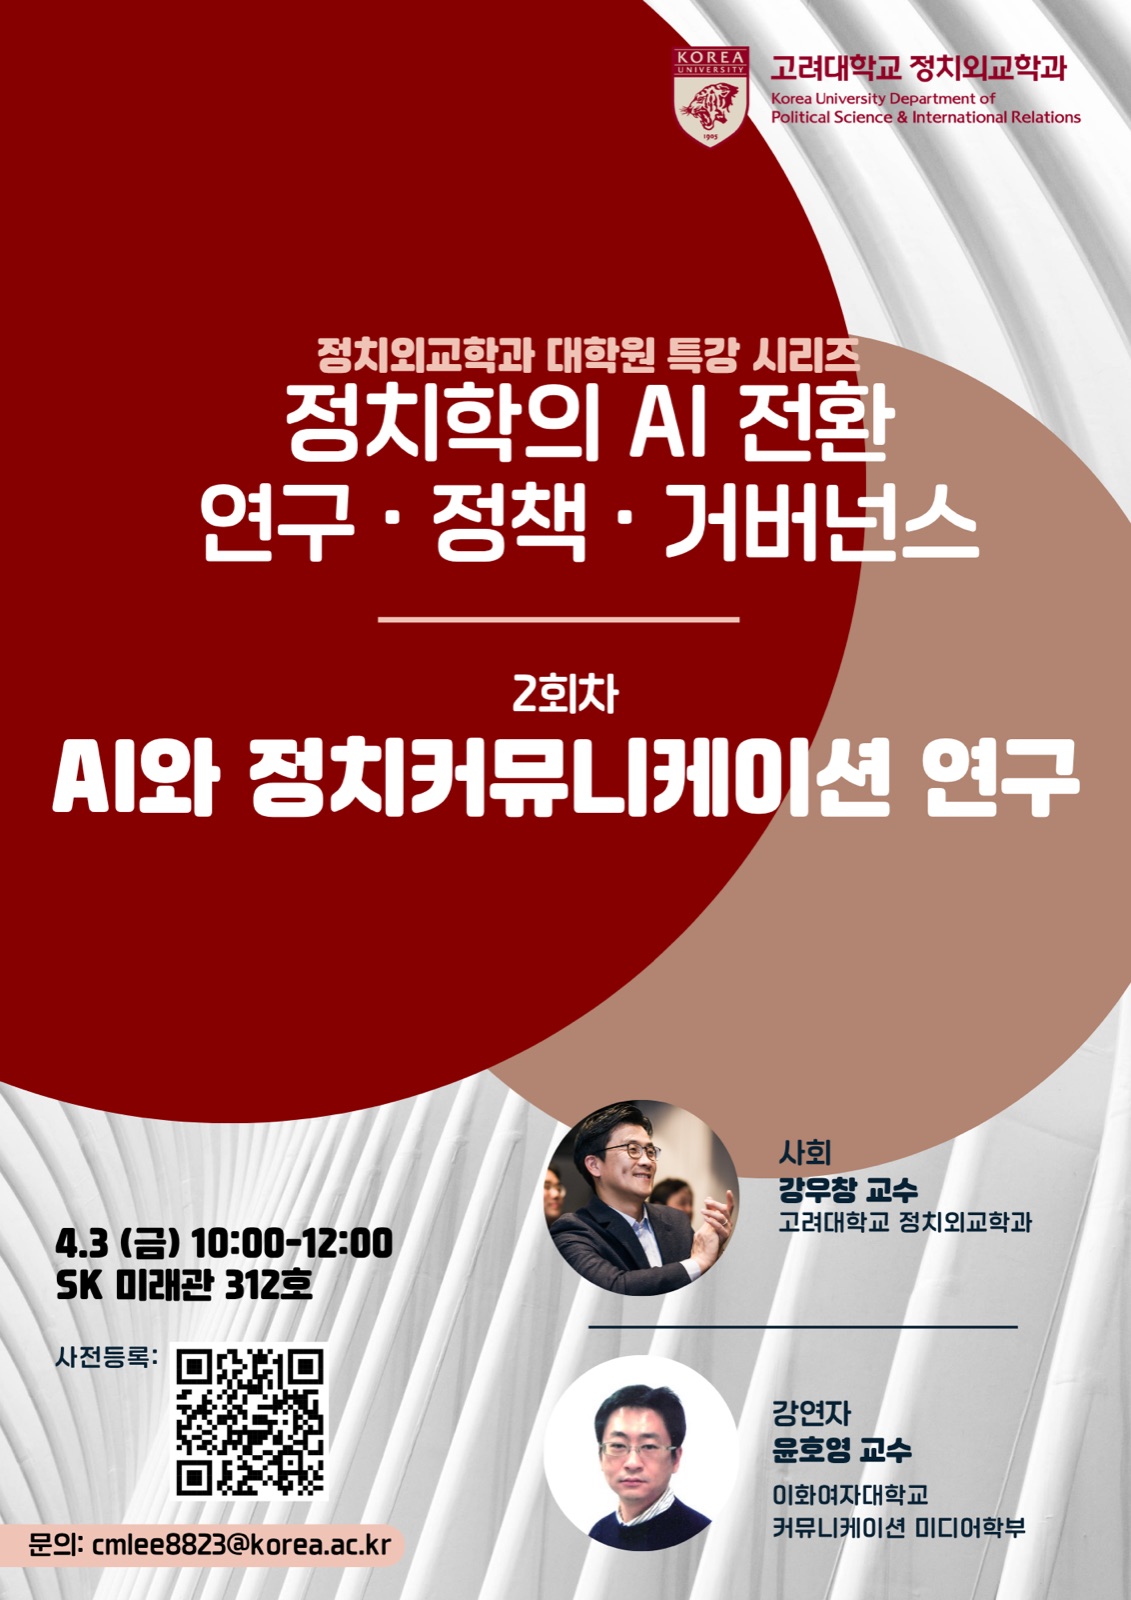 KOREA
UNIVERSITY
1905
고려대학교 정치외교학과
Korea University Department of
Political Science & International Relations
정치외교학과 대학원 특강 시리즈
정치학의 AI 전환
연구 · 정책 · 거버넌스
2회차
AI와 정치커뮤니케이션 연구
사회
강우창 교수
고려대학교 정치외교학과
4.3 (금) 10:00-12:00
SK 미래관 312호
사전등록:
강연자
윤호영 교수
이화여자대학교
커뮤니케이션 미디어학부
문의: cmlee8823@korea.ac.kr